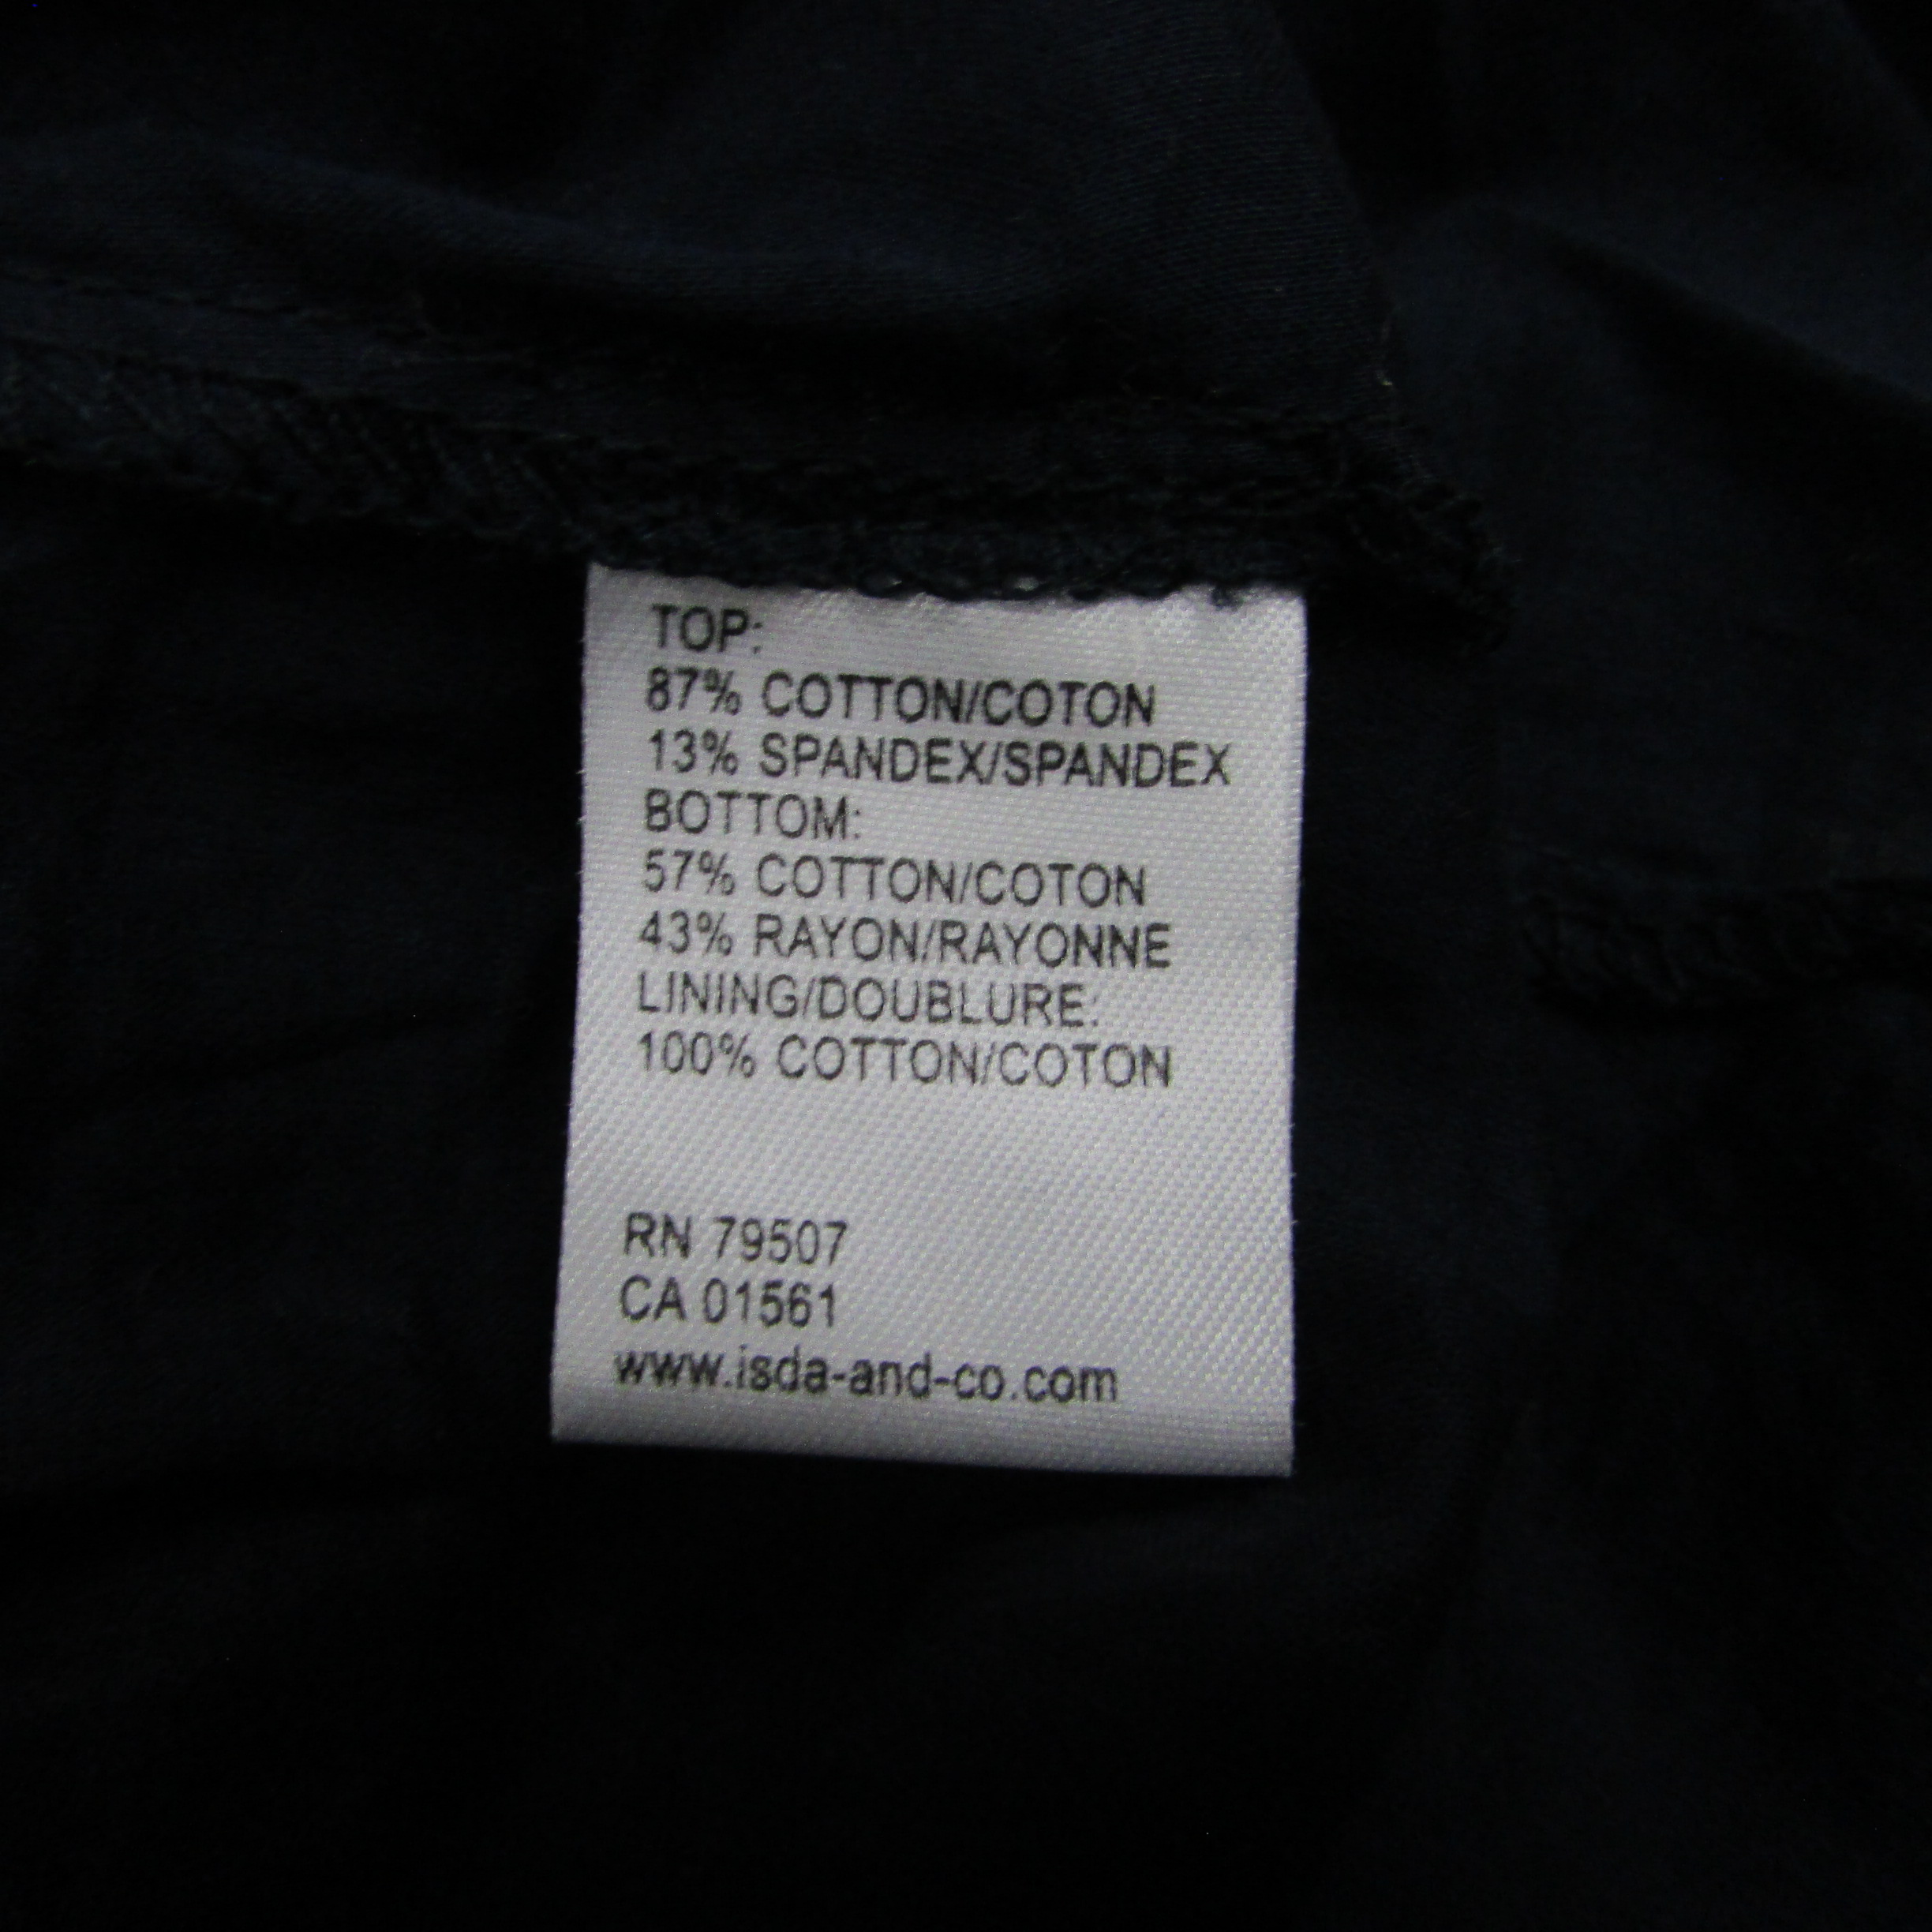 TOP:
87% COTTON/COTON
13% SPANDEX/SPANDEX
BOTTOM:
57% COTTON/COTON
43% RAYON/RAYONNE
LINING/DOUBLURE:
100% COTTON/COTON
RN 79507
CA 01561
www.isda-and-co.com